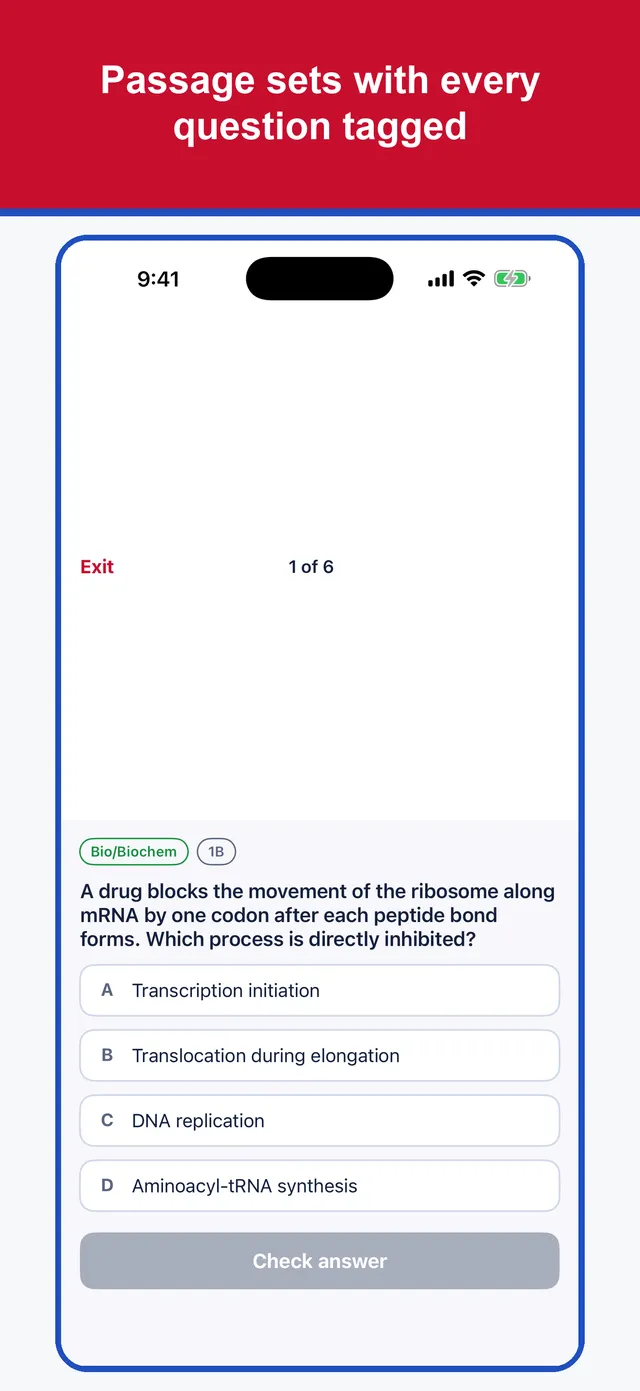 Passage sets with every
question tagged
9:41
Exit
1 of 6
Bio/Biochem
1B
A drug blocks the movement of the ribosome along
mRNA by one codon after each peptide bond
forms. Which process is directly inhibited?
A Transcription initiation
B Translocation during elongation
C DNA replication
D Aminoacyl-tRNA synthesis
Check answer